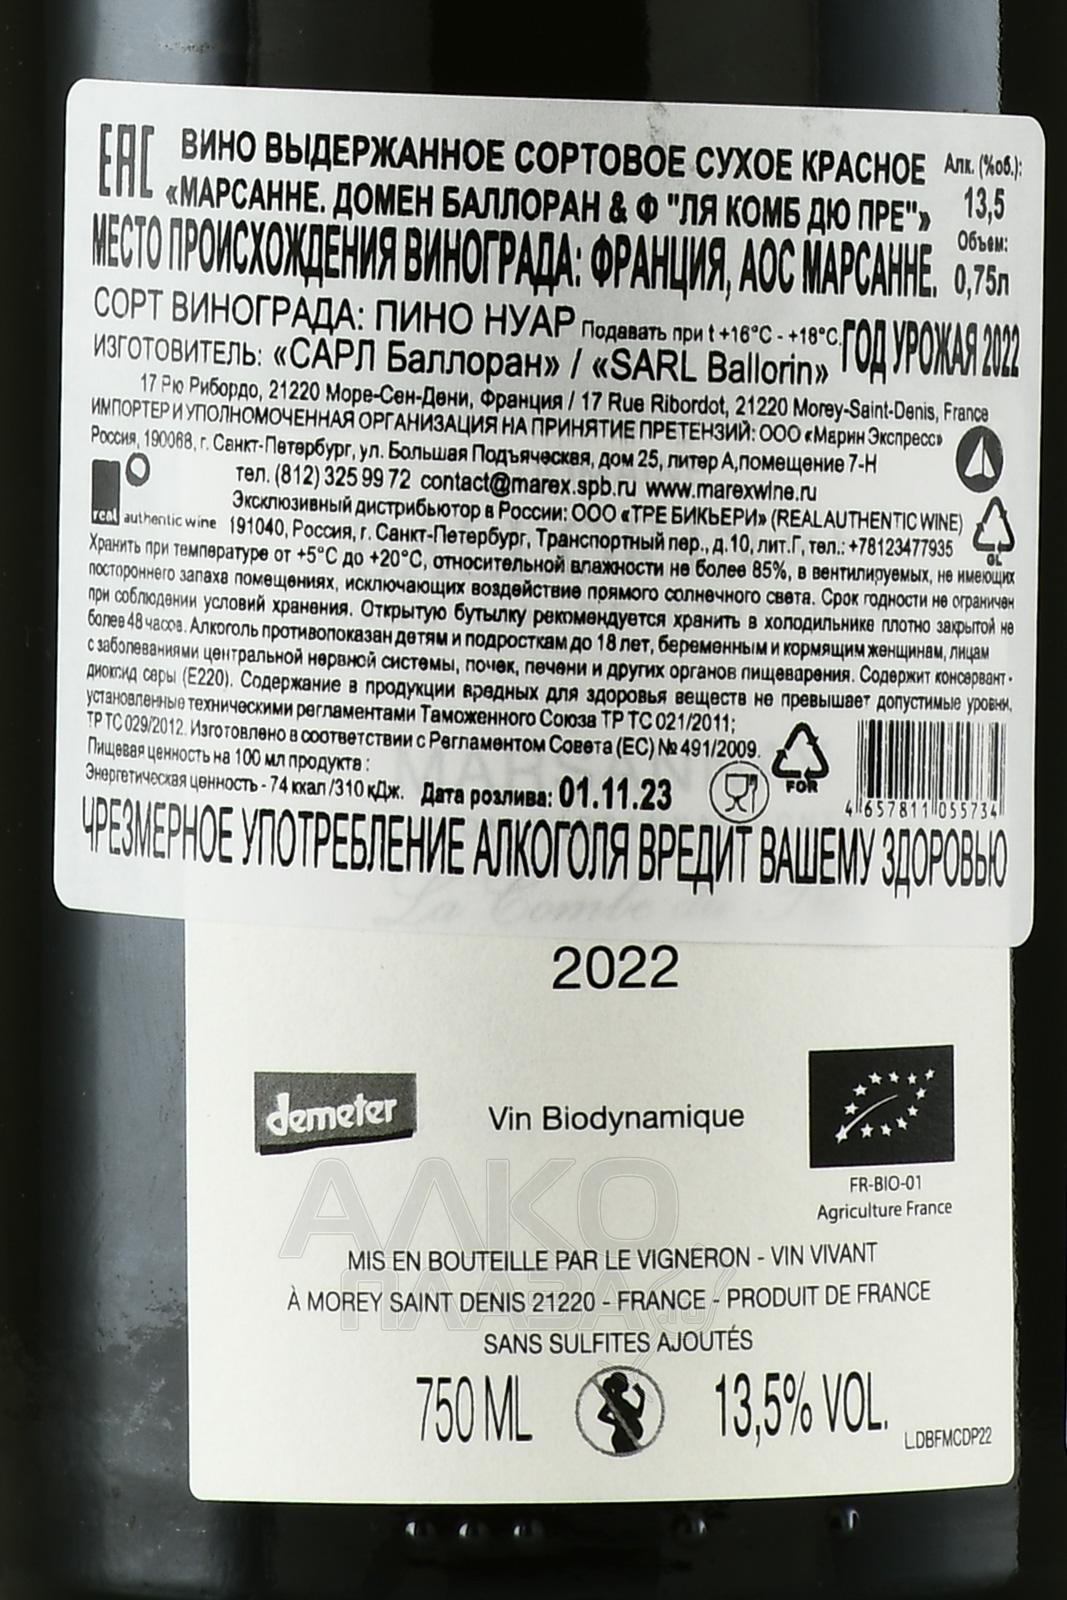 ЕАС ВИНО ВЫДЕРЖАННОЕ СОРТОВОЕ СУХОЕ КРАСНОЕ
«МАРСАННЕ. ДОМЕН БАЛЛОРАН & Ф "ЛЯ КОМБ ДЮ ПРЕ"»
Алк. (%об.):
13,5
Объем:
0,75л
МЕСТО ПРОИСХОЖДЕНИЯ ВИНОГРАДА: ФРАНЦИЯ, АОС МАРСАННЕ.
СОРТ ВИНОГРАДА: ПИНО НУАР Подавать при t +16°C - +18°C. ГОД УРОЖАЯ 2022
ИЗГОТОВИТЕЛЬ: «САРЛ Баллоран» / «SARL Ballorin»
17 Рю Рибордо, 21220 Море-Сен-Дени, Франция / 17 Rue Ribordot, 21220 Morey-Saint-Denis, France
ИМПОРТЕР И УПОЛНОМОЧЕННАЯ ОРГАНИЗАЦИЯ НА ПРИНЯТИЕ ПРЕТЕНЗИЙ: ООО «Марин Экспресс»
Россия, 190068, г. Санкт-Петербург, ул. Большая Подъяческая, дом 25, литер А, помещение 7-Н
тел. (812) 325 99 72 contact@marex.spb.ru www.marexwine.ru
Эксклюзивный дистрибьютор в России: ООО «ТРЕ БИКЬЕРИ» (REAL AUTHENTIC WINE)
real authentic wine 191040, Россия, г. Санкт-Петербург, Транспортный пер., д.10, лит.Г, тел.: +78123477935
GL
Хранить при температуре от +5°С до +20°С, относительной влажности не более 85%, в вентилируемых, не имеющих
постороннего запаха помещениях, исключающих воздействие прямого солнечного света. Срок годности не ограничен
при соблюдении условий хранения. Открытую бутылку рекомендуется хранить в холодильнике плотно закрытой не
более 48 часов. Алкоголь противопоказан детям и подросткам до 18 лет, беременным и кормящим женщинам, лицам
с заболеваниями центральной нервной системы, почек, печени и других органов пищеварения. Содержит консервант -
диоксид серы (Е220). Содержание в продукции вредных для здоровья веществ не превышает допустимые уровни,
установленные техническими регламентами Таможенного Союза ТР ТС 021/2011;
ТР ТС 029/2012. Изготовлено в соответствии с Регламентом Совета (ЕС) № 491/2009.
Пищевая ценность на 100 мл продукта:
Энергетическая ценность - 74 ккал /310 кДж. Дата розлива: 01.11.23
FOR
4 657811 055734
ЧРЕЗМЕРНОЕ УПОТРЕБЛЕНИЕ АЛКОГОЛЯ ВРЕДИТ ВАШЕМУ ЗДОРОВЬЮ
2022
demeter
Vin Biodynamique
FR-BIO-01
Agriculture France
АЛКО
ПЛАЗА.ru
MIS EN BOUTEILLE PAR LE VIGNERON - VIN VIVANT
À MOREY SAINT DENIS 21220 - FRANCE - PRODUIT DE FRANCE
SANS SULFITES AJOUTÉS
750 ML
13,5% VOL.
L.DBFMCDP22